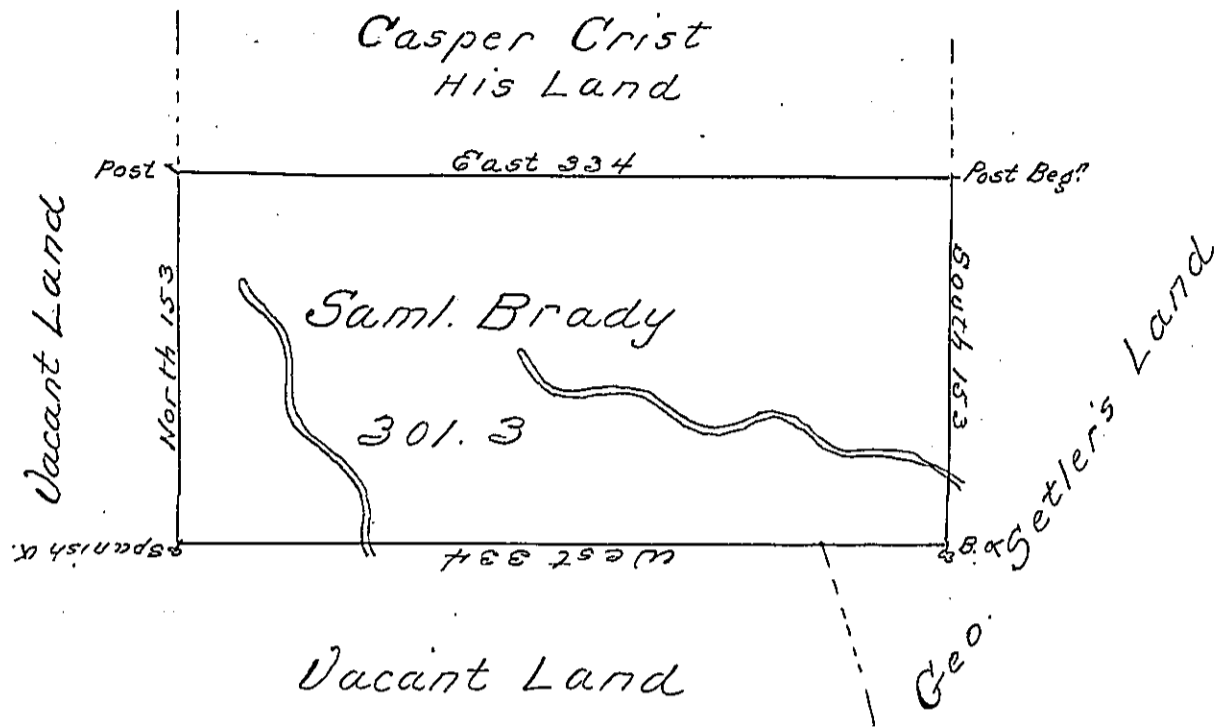 Casper Crist
His Land
East 334
Post
Post Beg.n
Vacant Land
North 153
Saml. Brady
South 153
301.3
Spanish
West 334
B.
Geo. Setler's Land
Vacant Land